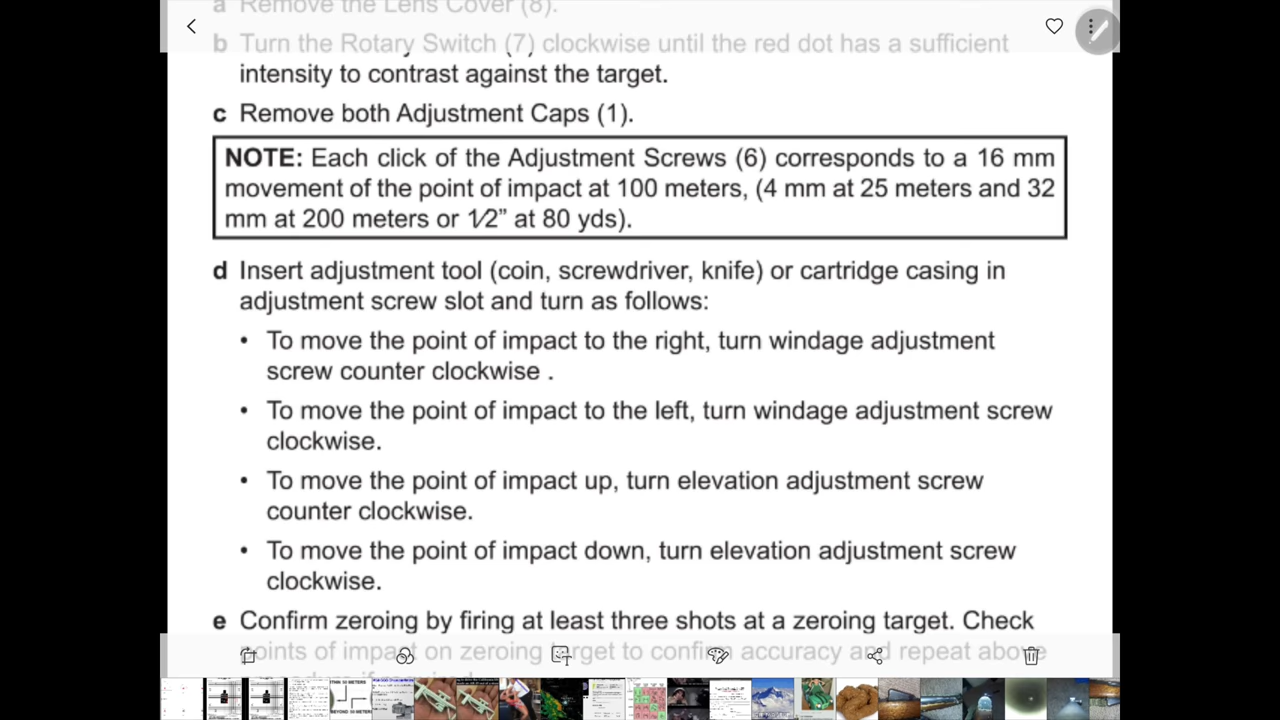 a Remove the Lens Cover (8).
b Turn the Rotary Switch (7) clockwise until the red dot has a sufficient
intensity to contrast against the target.
c Remove both Adjustment Caps (1).
NOTE: Each click of the Adjustment Screws (6) corresponds to a 16 mm
movement of the point of impact at 100 meters, (4 mm at 25 meters and 32
mm at 200 meters or 1⁄2” at 80 yds).
d Insert adjustment tool (coin, screwdriver, knife) or cartridge casing in
adjustment screw slot and turn as follows:
• To move the point of impact to the right, turn windage adjustment
screw counter clockwise .
• To move the point of impact to the left, turn windage adjustment screw
clockwise.
• To move the point of impact up, turn elevation adjustment screw
counter clockwise.
• To move the point of impact down, turn elevation adjustment screw
clockwise.
e Confirm zeroing by firing at least three shots at a zeroing target. Check
points of impact on zeroing target to confirm accuracy and repeat above